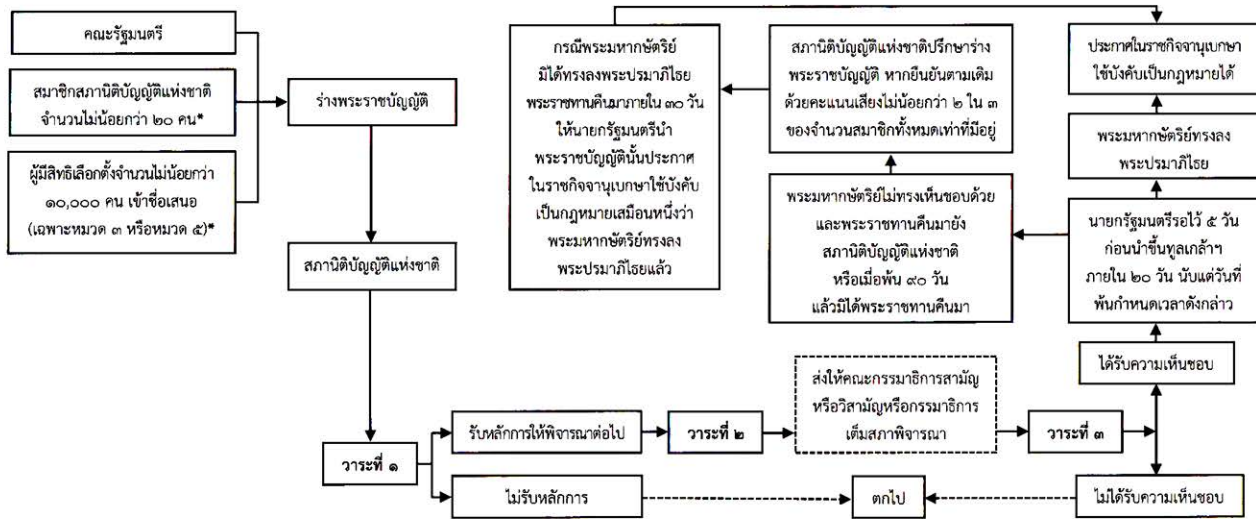 คณะรัฐมนตรี
สมาชิกสภานิติบัญญัติแห่งชาติ
จำนวนไม่น้อยกว่า ๒๐ คน*
ผู้มีสิทธิเลือกตั้งจำนวนไม่น้อยกว่า
๑๐,๐๐๐ คน เข้าชื่อเสนอ
(เฉพาะหมวด ๓ หรือหมวด ๕)*
ร่างพระราชบัญญัติ
สภานิติบัญญัติแห่งชาติ
วาระที่ ๑
รับหลักการให้พิจารณาต่อไป
ไม่รับหลักการ
วาระที่ ๒
ส่งให้คณะกรรมาธิการสามัญ
หรือวิสามัญหรือกรรมาธิการ
เต็มสภาพิจารณา
วาระที่ ๓
ตกไป
ไม่ได้รับความเห็นชอบ
ได้รับความเห็นชอบ
นายกรัฐมนตรีรอไว้ ๕ วัน
ก่อนนำขึ้นทูลเกล้าฯ
ภายใน ๒๐ วัน นับแต่วันที่
พ้นกำหนดเวลาดังกล่าว
พระมหากษัตริย์ทรงลง
พระปรมาภิไธย
ประกาศในราชกิจจานุเบกษา
ใช้บังคับเป็นกฎหมายได้
พระมหากษัตริย์ไม่ทรงเห็นชอบด้วย
และพระราชทานคืนมายัง
สภานิติบัญญัติแห่งชาติ
หรือเมื่อพ้น ๙๐ วัน
แล้วมิได้พระราชทานคืนมา
สภานิติบัญญัติแห่งชาติปรึกษาร่าง
พระราชบัญญัติ หากยืนยันตามเดิม
ด้วยคะแนนเสียงไม่น้อยกว่า ๒ ใน ๓
ของจำนวนสมาชิกทั้งหมดเท่าที่มีอยู่
กรณีพระมหากษัตริย์
มิได้ทรงลงพระปรมาภิไธย
พระราชทานคืนมาภายใน ๓๐ วัน
ให้นายกรัฐมนตรีนำ
พระราชบัญญัตินั้นประกาศ
ในราชกิจจานุเบกษาใช้บังคับ
เป็นกฎหมายเสมือนหนึ่งว่า
พระมหากษัตริย์ทรงลง
พระปรมาภิไธยแล้ว